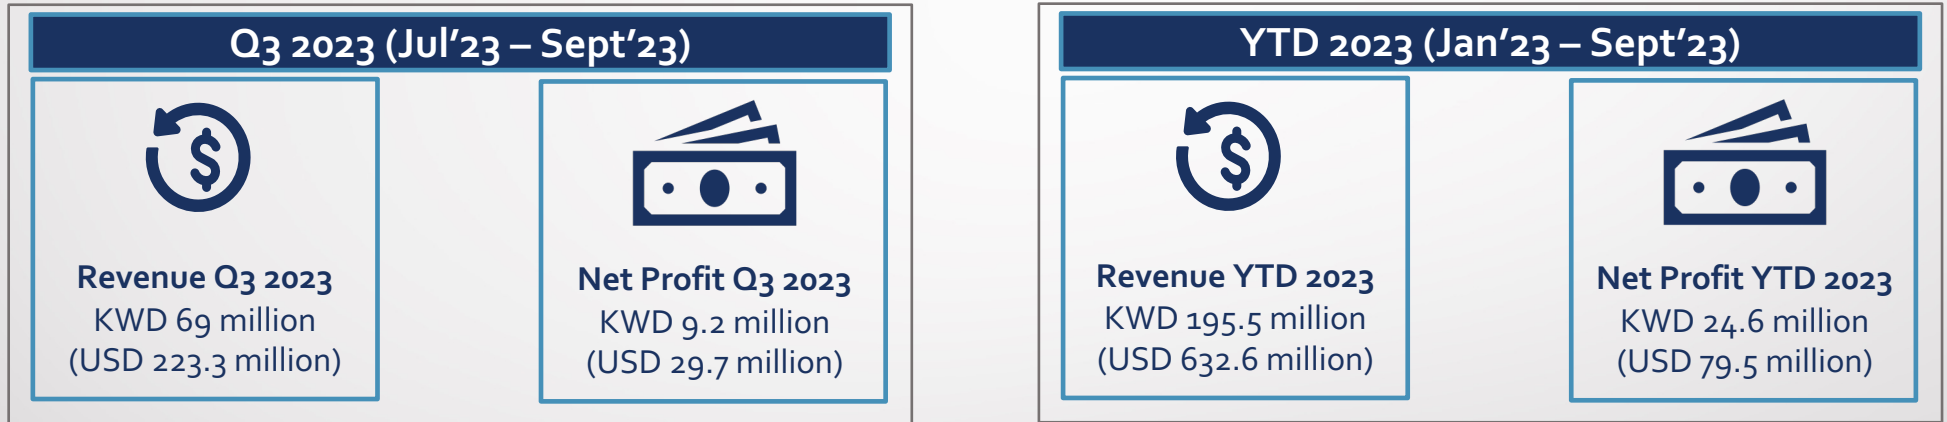 Q3 2023 (Jul’23 – Sept’23)
Revenue Q3 2023
KWD 69 million
(USD 223.3 million)
Net Profit Q3 2023
KWD 9.2 million
(USD 29.7 million)
YTD 2023 (Jan’23 – Sept’23)
Revenue YTD 2023
KWD 195.5 million
(USD 632.6 million)
Net Profit YTD 2023
KWD 24.6 million
(USD 79.5 million)